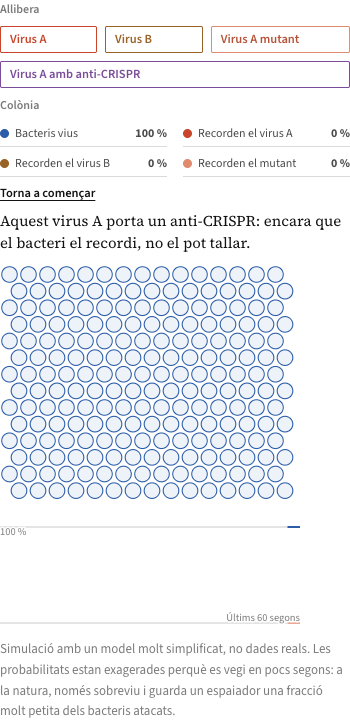 Allibera
Virus A
Virus B
Virus A mutant
Virus A amb anti-CRISPR
Colònia
Bacteris vius 100 %
Recorden el virus A 0 %
Recorden el virus B 0 %
Recorden el mutant 0 %
Torna a començar
Aquest virus A porta un anti-CRISPR: encara que
el bacteri el recordi, no el pot tallar.
100 %
Últims 60 segons
Simulació amb un model molt simplificat, no dades reals. Les
probabilitats estan exagerades perquè es vegi en pocs segons: a
la natura, només sobreviu i guarda un espaiador una fracció
molt petita dels bacteris atacats.